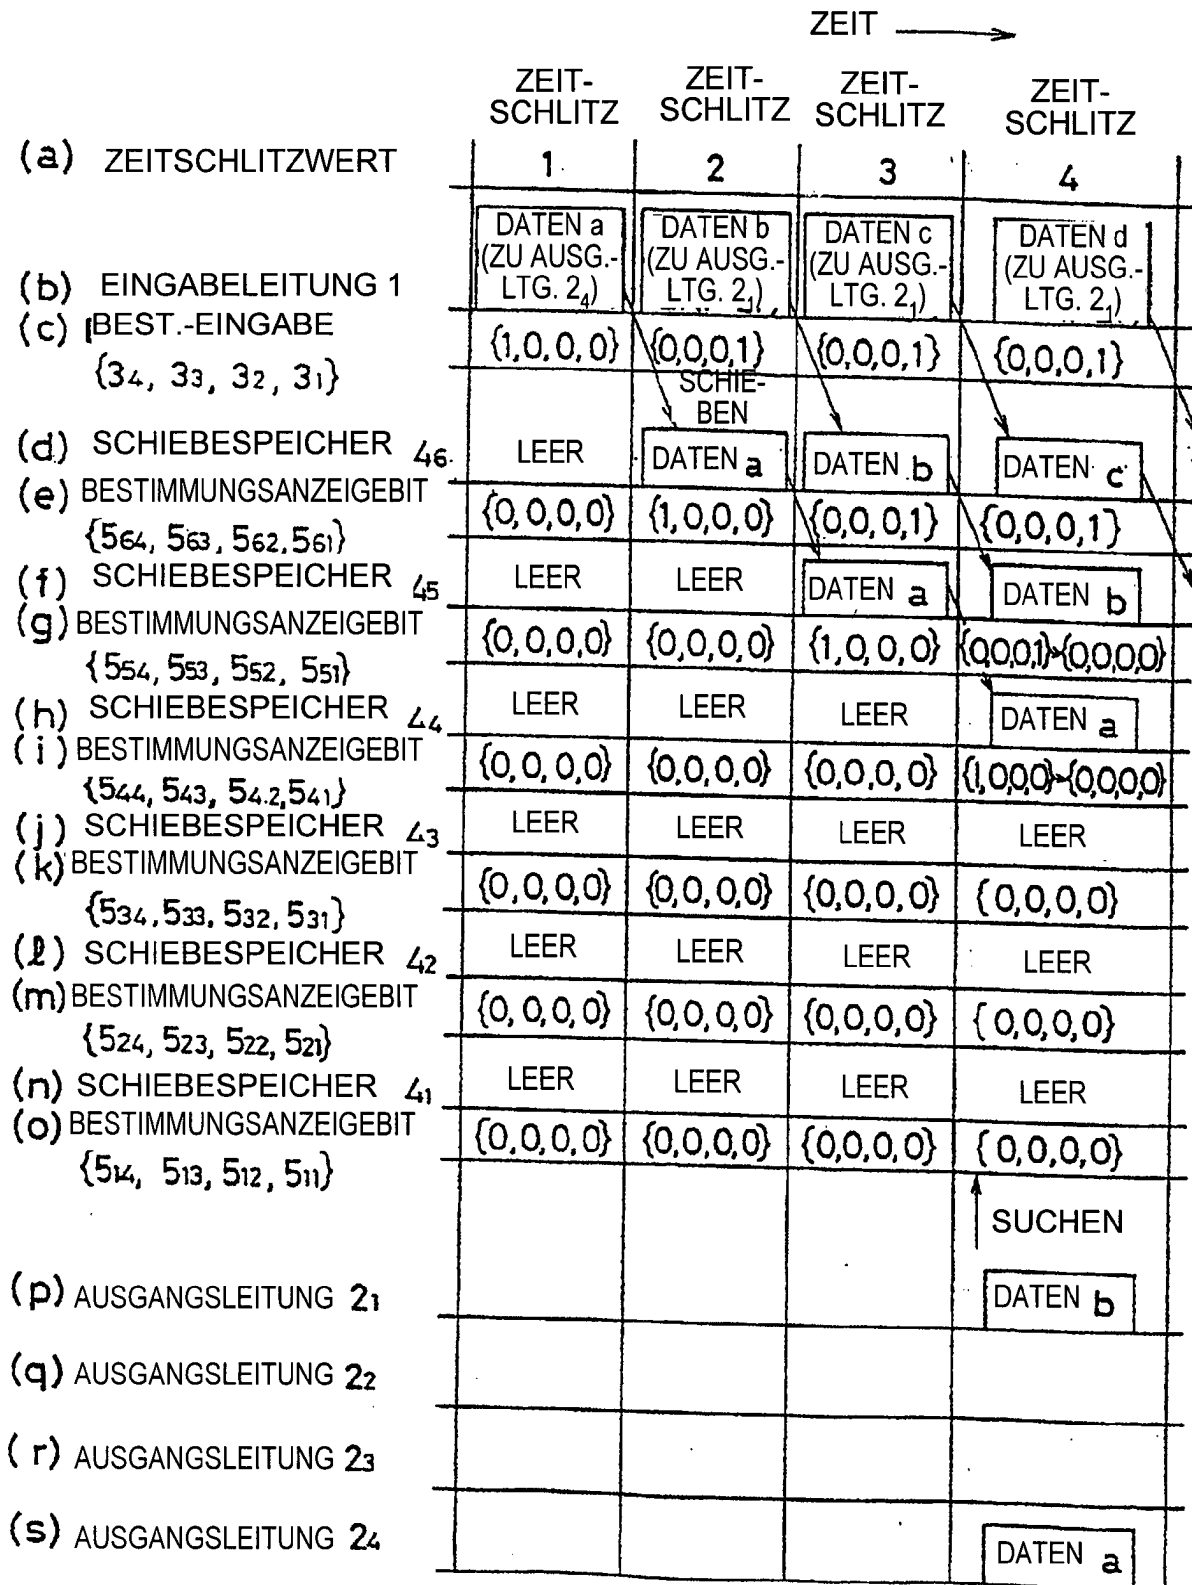 ZEIT
ZEIT- ZEIT- ZEIT- ZEIT-
SCHLITZ SCHLITZ SCHLITZ SCHLITZ
(a) ZEITSCHLITZWERT 1 2 3 4
DATEN a DATEN b DATEN c DATEN d
(ZU AUSG.- (ZU AUSG.- (ZU AUSG.- (ZU AUSG.-
LTG. 2₄) LTG. 2₁) LTG. 2₁) LTG. 2₁)
(b) EINGABELEITUNG 1
(c) BEST.-EINGABE {1,0,0,0} {0,0,0,1} {0,0,0,1} {0,0,0,1}
{3₄, 3₃, 3₂, 3₁}
SCHIE-
BEN
(d) SCHIEBESPEICHER 4₆ LEER DATEN a DATEN b DATEN c
(e) BESTIMMUNGSANZEIGEBIT {0,0,0,0} {1,0,0,0} {0,0,0,1} {0,0,0,1}
{5₆₄, 5₆₃, 5₆₂, 5₆₁}
(f) SCHIEBESPEICHER 4₅ LEER LEER DATEN a DATEN b
(g) BESTIMMUNGSANZEIGEBIT {0,0,0,0} {0,0,0,0} {1,0,0,0} {0,0,0,1}→{0,0,0,0}
{5₅₄, 5₅₃, 5₅₂, 5₅₁}
(h) SCHIEBESPEICHER 4₄ LEER LEER LEER DATEN a
(i) BESTIMMUNGSANZEIGEBIT {0,0,0,0} {0,0,0,0} {0,0,0,0} {1,0,0,0}→{0,0,0,0}
{5₄₄, 5₄₃, 5₄.₂, 5₄₁}
(j) SCHIEBESPEICHER 4₃ LEER LEER LEER LEER
(k) BESTIMMUNGSANZEIGEBIT {0,0,0,0} {0,0,0,0} {0,0,0,0} {0,0,0,0}
{5₃₄, 5₃₃, 5₃₂, 5₃₁}
(l) SCHIEBESPEICHER 4₂ LEER LEER LEER LEER
(m) BESTIMMUNGSANZEIGEBIT {0,0,0,0} {0,0,0,0} {0,0,0,0} {0,0,0,0}
{5₂₄, 5₂₃, 5₂₂, 5₂₁}
(n) SCHIEBESPEICHER 4₁ LEER LEER LEER LEER
(o) BESTIMMUNGSANZEIGEBIT {0,0,0,0} {0,0,0,0} {0,0,0,0} {0,0,0,0}
{5₁₄, 5₁₃, 5₁₂, 5₁₁}
SUCHEN
(p) AUSGANGSLEITUNG 2₁ DATEN b
(q) AUSGANGSLEITUNG 2₂
(r) AUSGANGSLEITUNG 2₃
(s) AUSGANGSLEITUNG 2₄ DATEN a